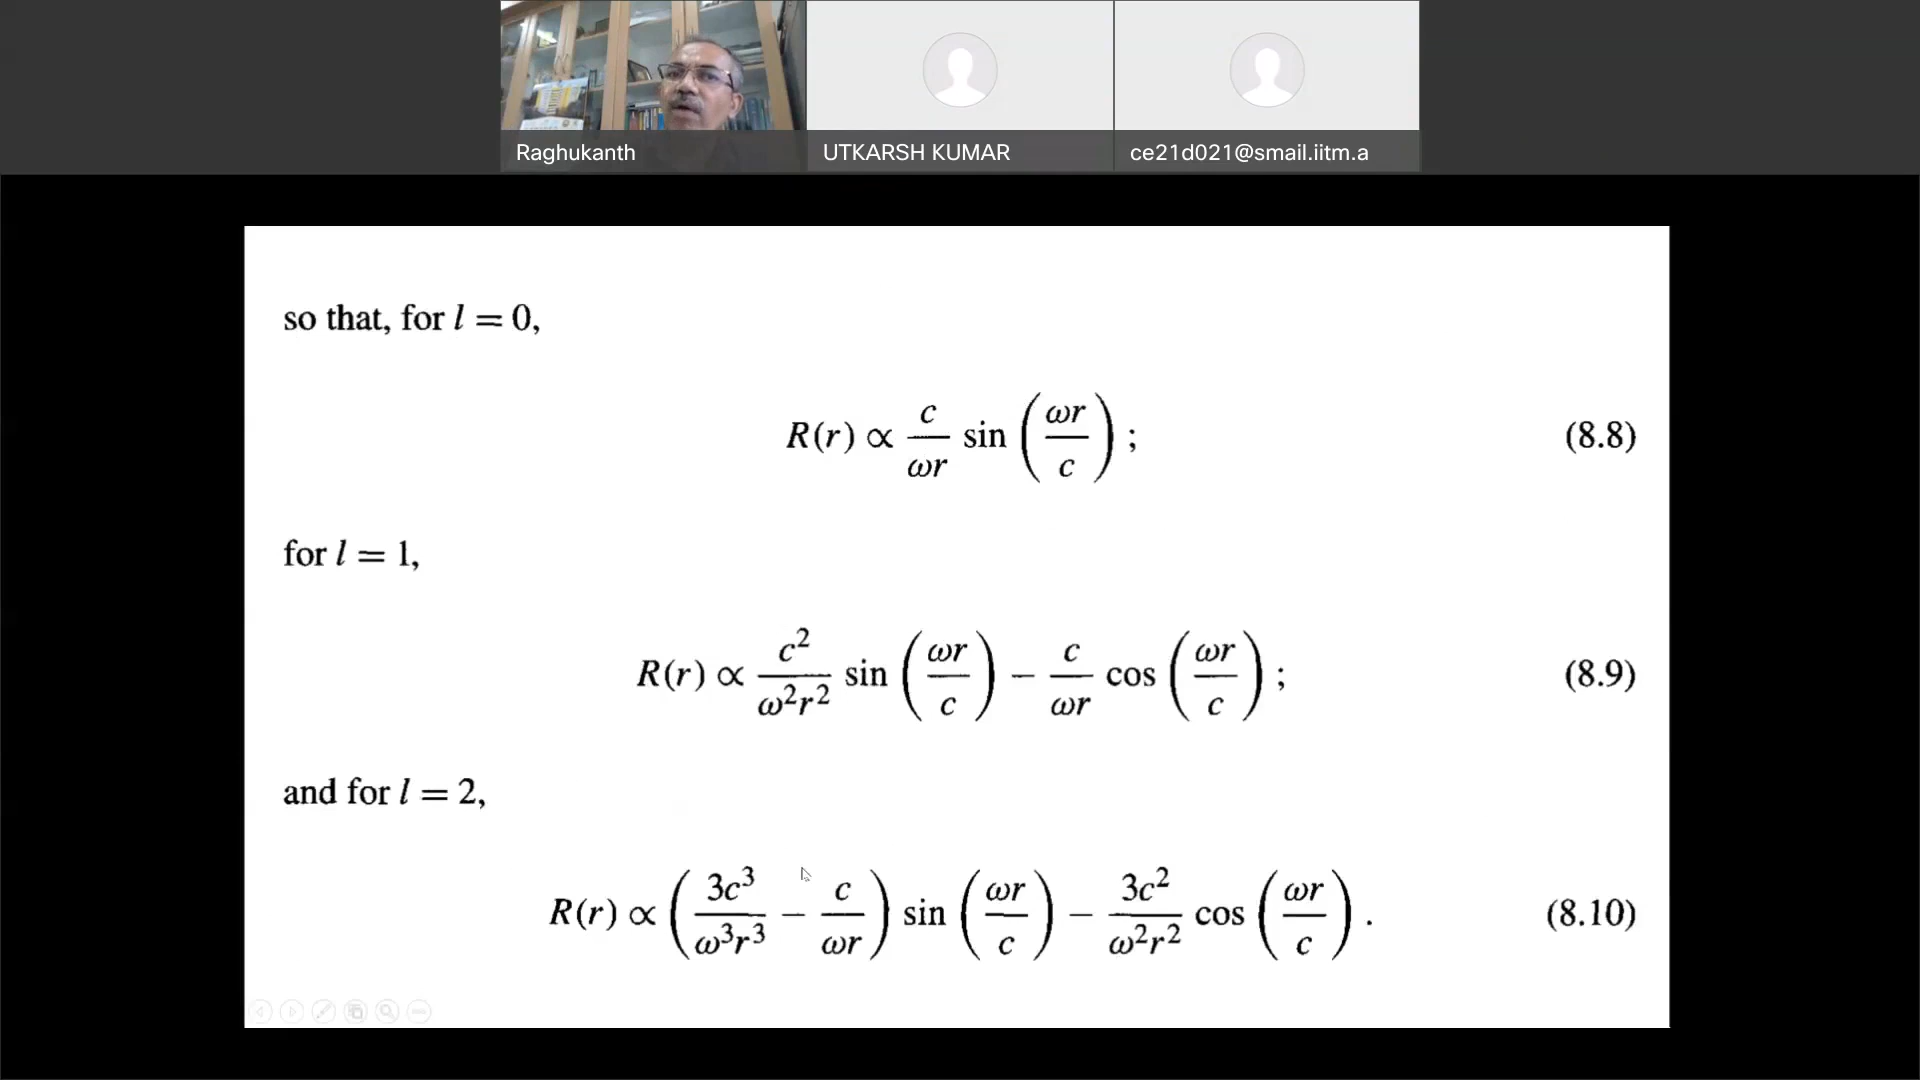 Raghukanth
UTKARSH KUMAR
ce21d021@smail.iitm.a
so that, for l = 0,
R(r) ∝ c/ωr sin (ωr/c) ; (8.8)
for l = 1,
R(r) ∝ c²/ω²r² sin (ωr/c) − c/ωr cos (ωr/c) ; (8.9)
and for l = 2,
R(r) ∝ (3c³/ω³r³ − c/ωr) sin (ωr/c) − 3c²/ω²r² cos (ωr/c) . (8.10)